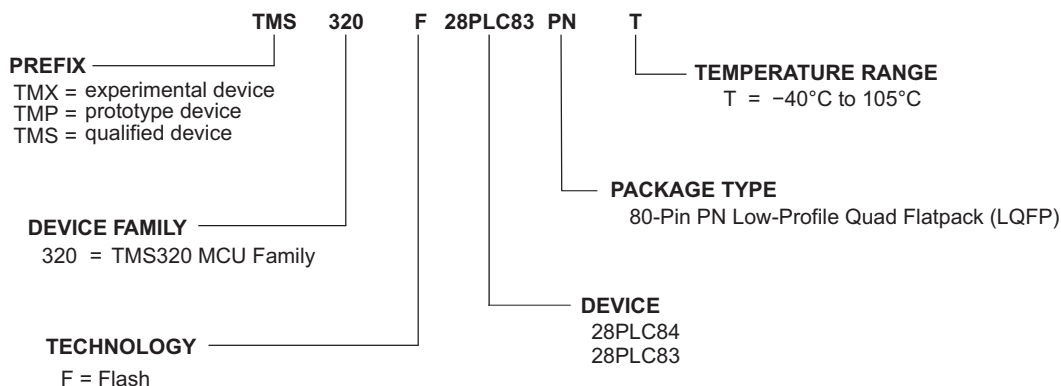 TMS 320 F 28PLC83 PN T
PREFIX
TMX = experimental device
TMP = prototype device
TMS = qualified device
TEMPERATURE RANGE
T = −40°C to 105°C
PACKAGE TYPE
80-Pin PN Low-Profile Quad Flatpack (LQFP)
DEVICE FAMILY
320 = TMS320 MCU Family
DEVICE
28PLC84
28PLC83
TECHNOLOGY
F = Flash